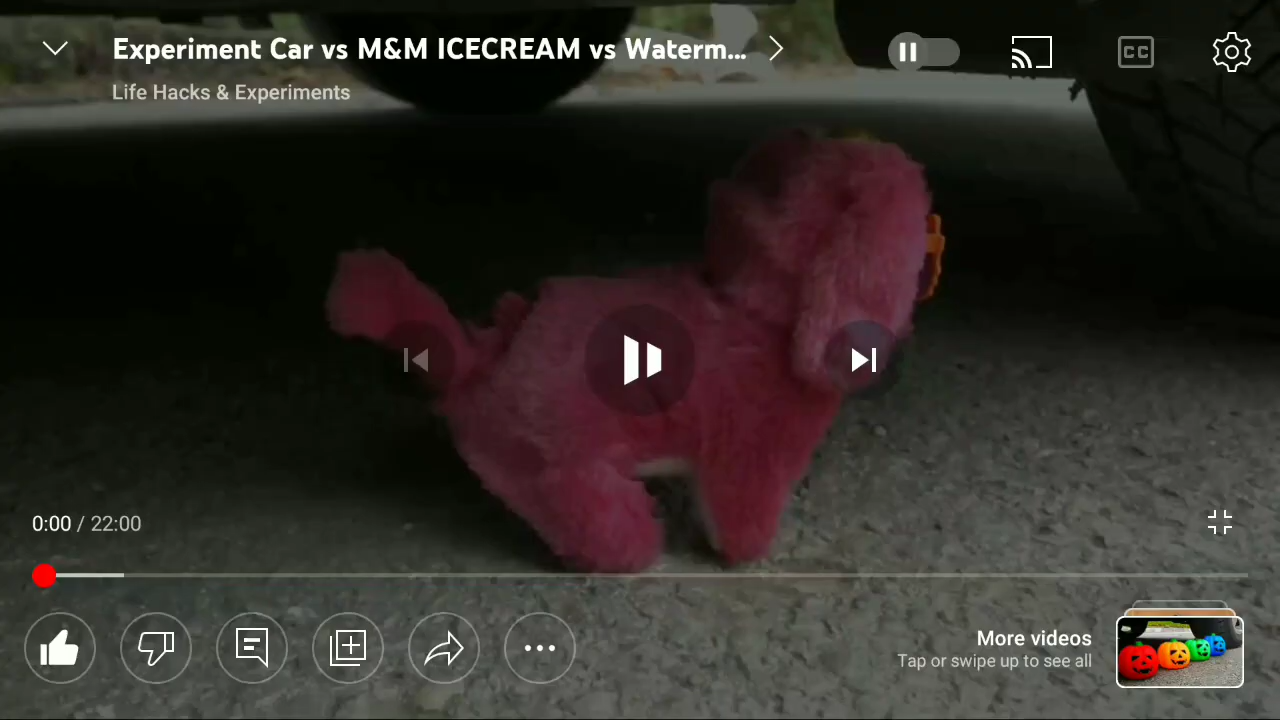 Experiment Car vs M&M ICECREAM vs Waterm...
Life Hacks & Experiments
CC
0:00 / 22:00
More videos
Tap or swipe up to see all